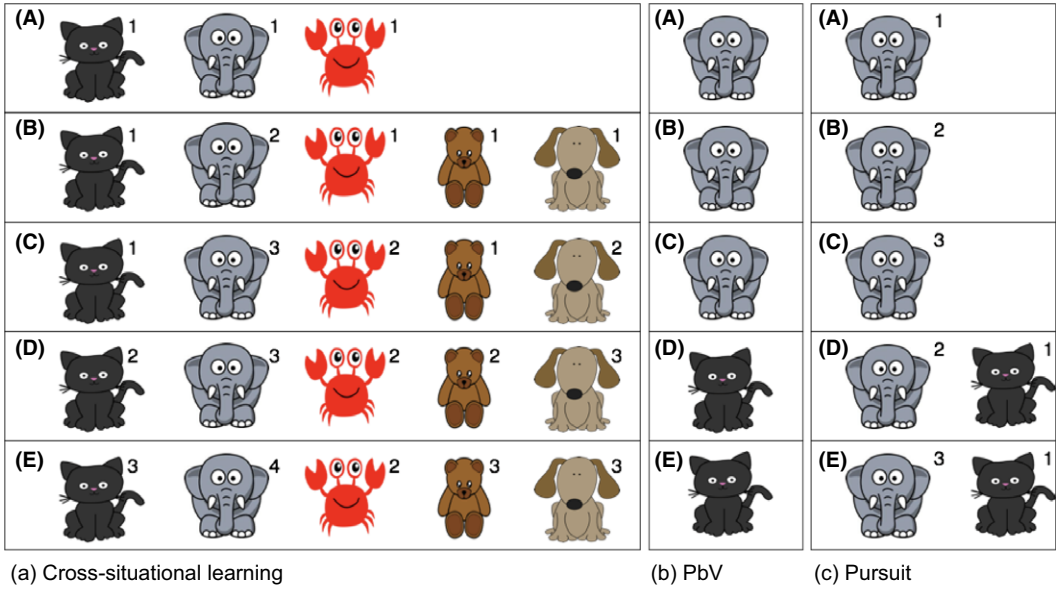 (A) 1 1 1 (A) (A) 1
(B) 1 2 1 1 1 (B) (B) 2
(C) 1 3 2 1 2 (C) (C) 3
(D) 2 3 2 2 3 (D) (D) 2 1
(E) 3 4 2 3 3 (E) (E) 3 1
(a) Cross-situational learning (b) PbV (c) Pursuit